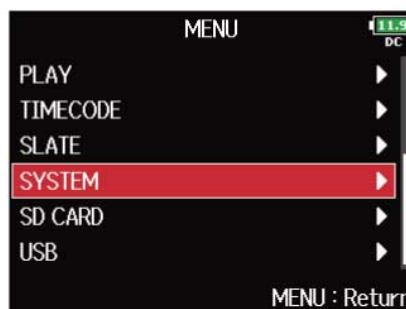 MENU
11.9
DC
PLAY
TIMECODE
SLATE
SYSTEM
SD CARD
USB
MENU : Return